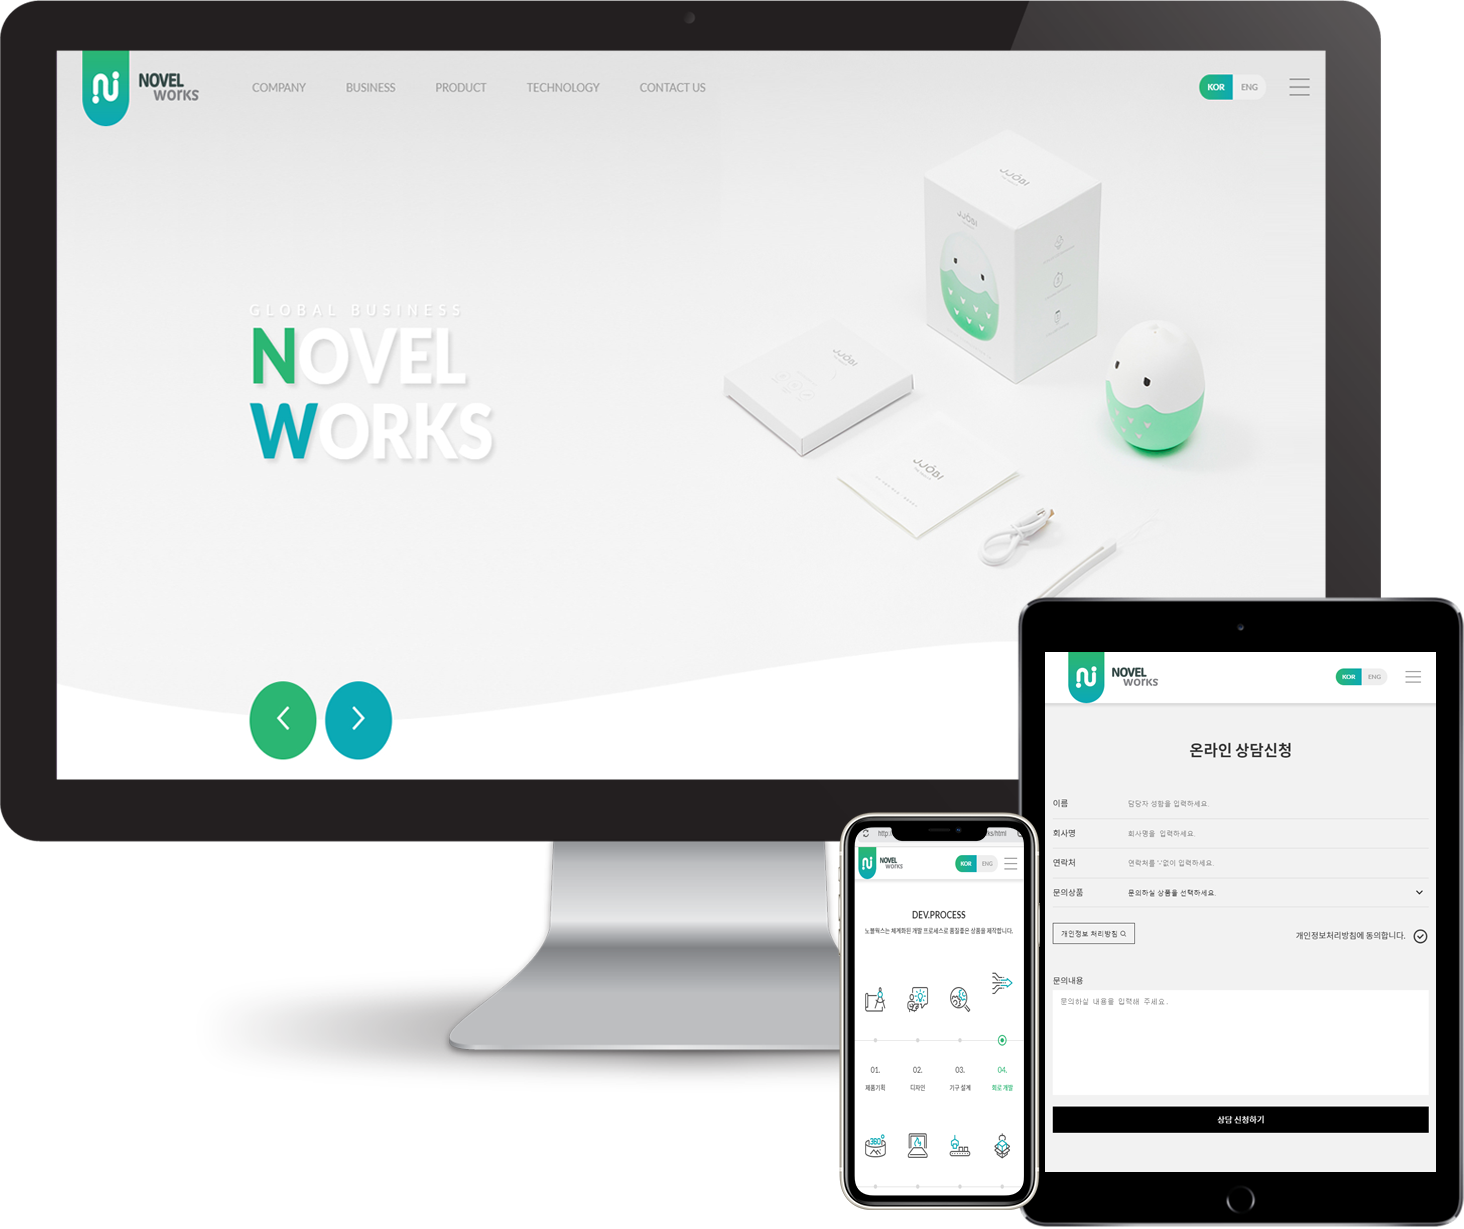 NOVEL
works
COMPANY BUSINESS PRODUCT TECHNOLOGY CONTACT US
KOR ENG
GLOBAL BUSINESS
NOVEL
WORKS
JJÓBI
JJÓBI
JJÓBI
JJÓBI
NOVEL
works
KOR ENG
온라인 상담신청
이름 담당자 성함을 입력하세요.
회사명 회사명을 입력하세요.
연락처 연락처를 '-'없이 입력하세요.
문의상품 문의하실 상품을 선택하세요.
개인정보 처리방침
개인정보처리방침에 동의합니다.
문의내용
문의하실 내용을 입력해 주세요.
상담 신청하기
http:/ ks/html
NOVEL
works
KOR ENG
DEV.PROCESS
노블웍스는 체계화된 개발 프로세스로 품질좋은 상품을 제작합니다.
01. 02. 03. 04.
제품기획 디자인 기구 설계 회로 개발
360°